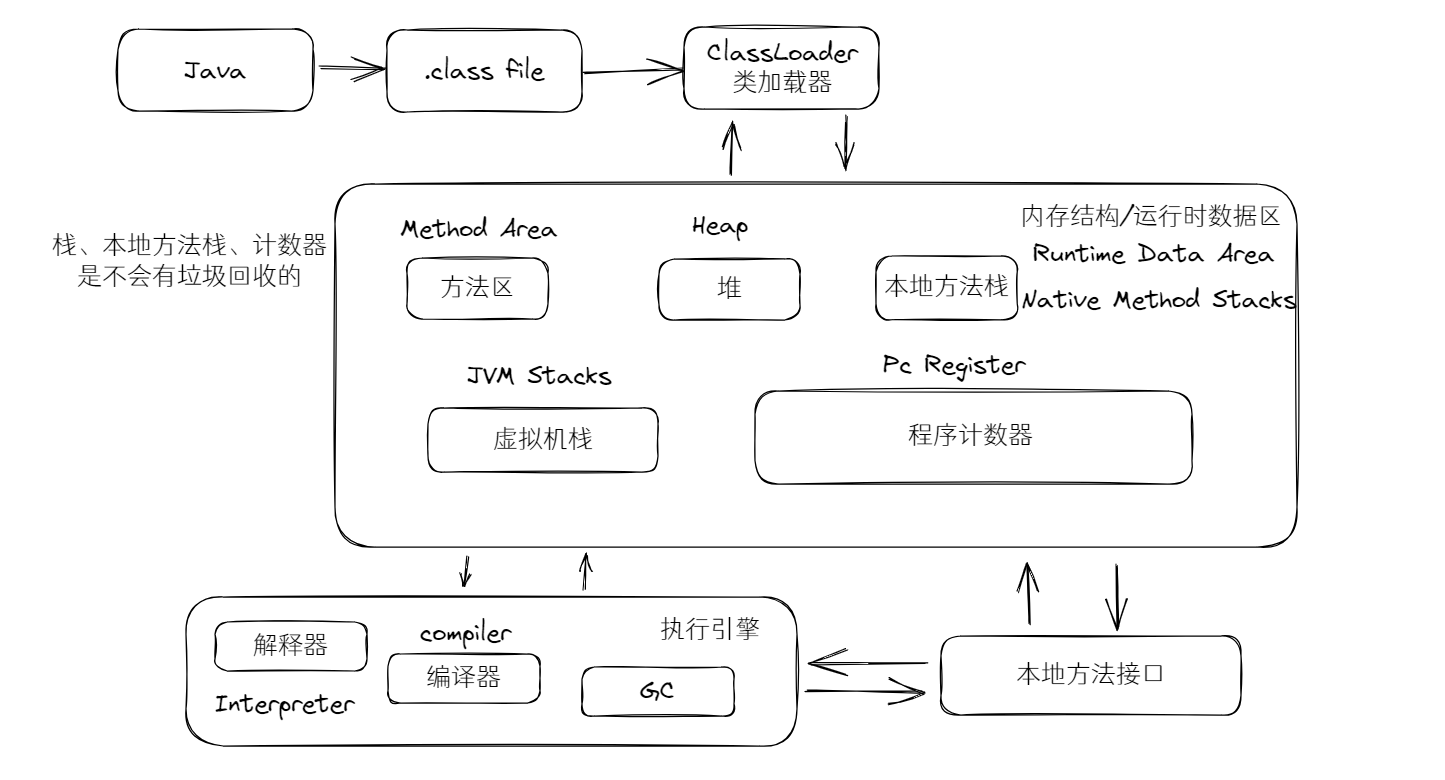 Java
.class file
ClassLoader
类加载器
栈、本地方法栈、计数器
是不会有垃圾回收的
内存结构/运行时数据区
Runtime Data Area
Method Area
方法区
Heap
堆
本地方法栈
Native Method Stacks
JVM Stacks
虚拟机栈
Pc Register
程序计数器
执行引擎
解释器
Interpreter
compiler
编译器
GC
本地方法接口